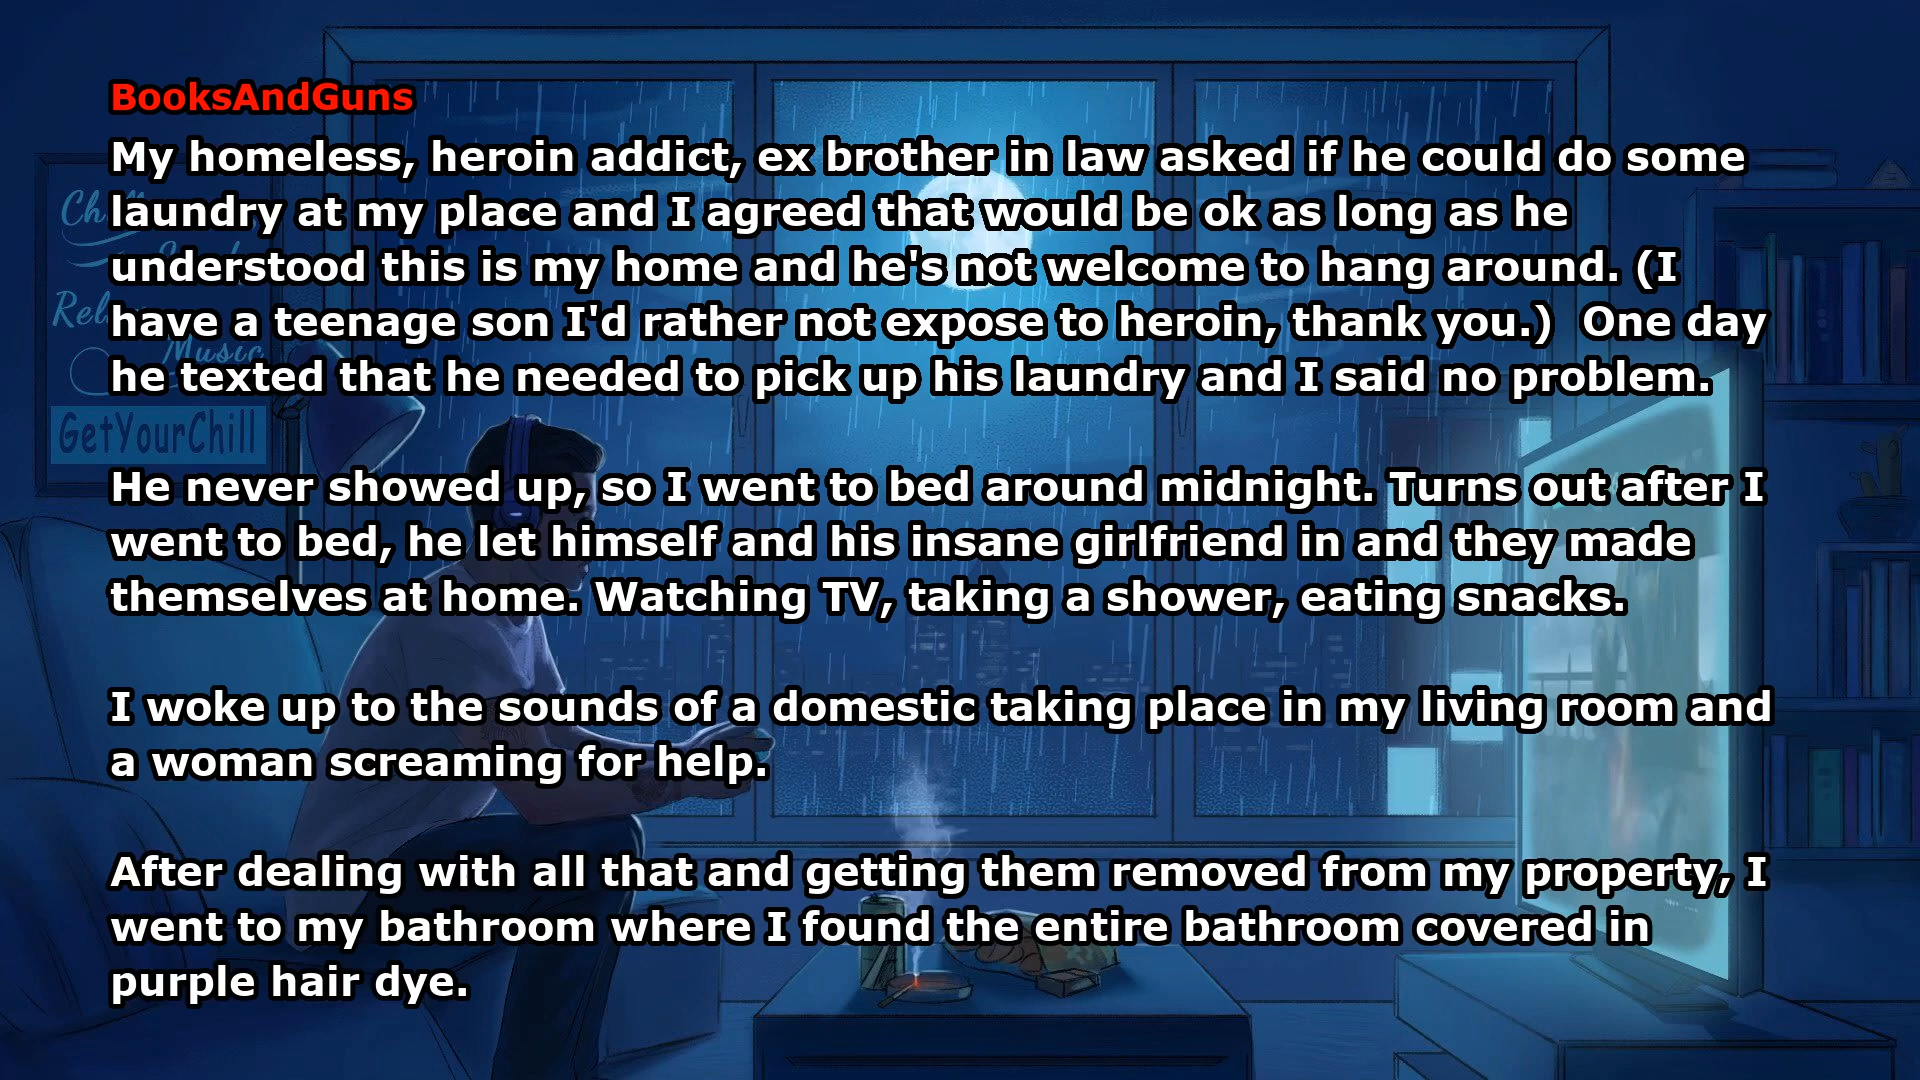 BooksAndGuns
My homeless, heroin addict, ex brother in law asked if he could do some
laundry at my place and I agreed that would be ok as long as he
understood this is my home and he's not welcome to hang around. (I
have a teenage son I'd rather not expose to heroin, thank you.)  One day
he texted that he needed to pick up his laundry and I said no problem.
He never showed up, so I went to bed around midnight. Turns out after I
went to bed, he let himself and his insane girlfriend in and they made
themselves at home. Watching TV, taking a shower, eating snacks.
I woke up to the sounds of a domestic taking place in my living room and
a woman screaming for help.
After dealing with all that and getting them removed from my property, I
went to my bathroom where I found the entire bathroom covered in
purple hair dye.
Music
GetYourChill